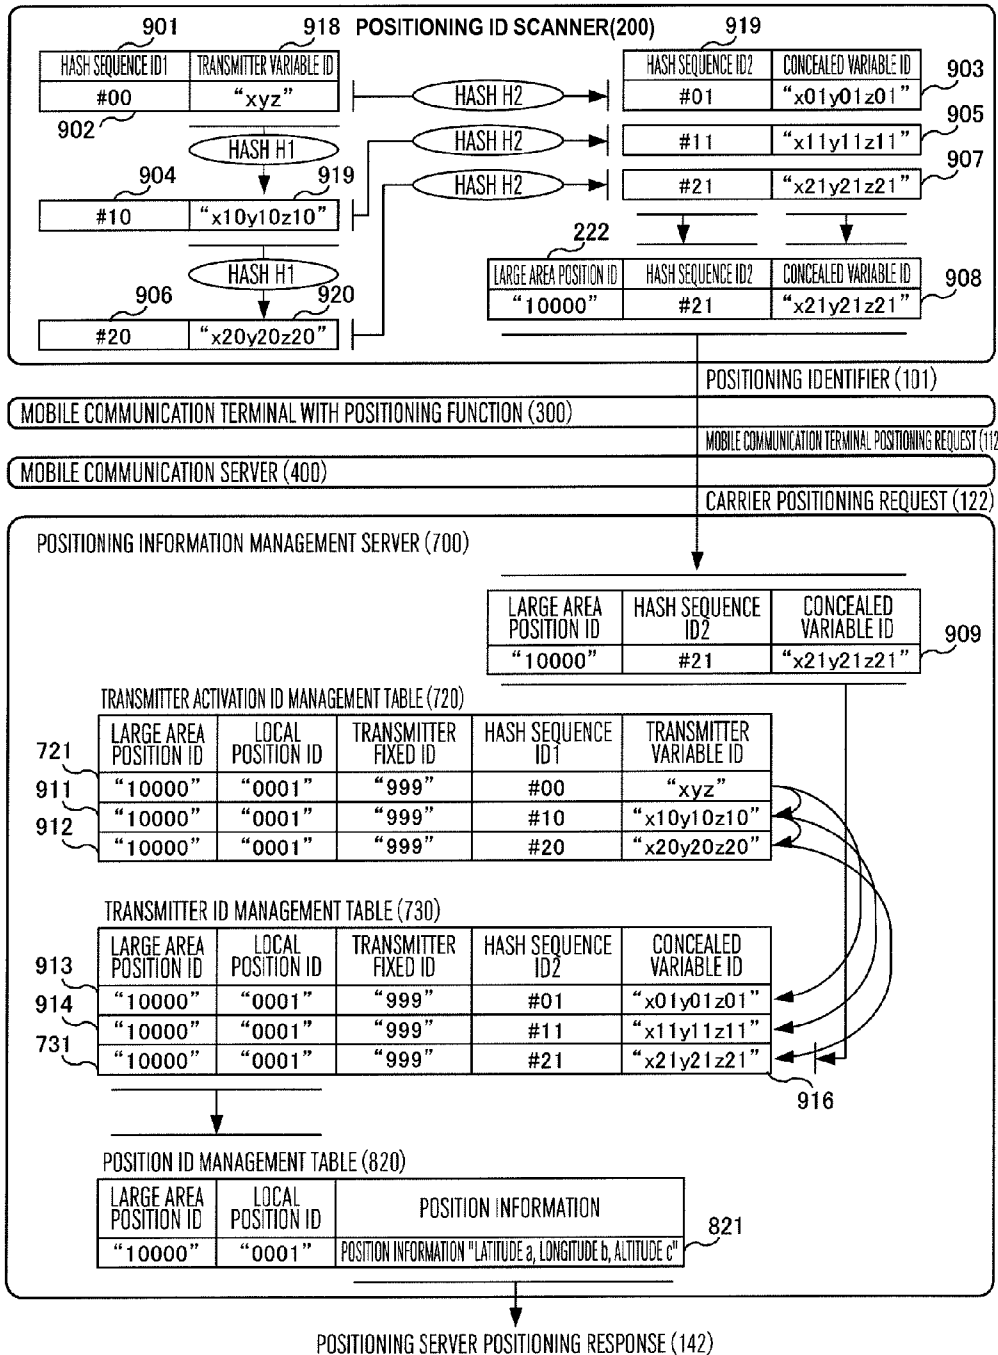 POSITIONING ID SCANNER(200)
901
918
919
HASH SEQUENCE ID1 TRANSMITTER VARIABLE ID
#00 “xyz”
902
HASH H2
HASH SEQUENCE ID2 CONCEALED VARIABLE ID
#01 “x01y01z01”
903
HASH H1
HASH H2
#11 “x11y11z11”
905
904
919
HASH H2
#21 “x21y21z21”
907
#10 “x10y10z10”
222
HASH H1
LARGE AREA POSITION ID HASH SEQUENCE ID2 CONCEALED VARIABLE ID
“10000” #21 “x21y21z21”
908
906
920
#20 “x20y20z20”
POSITIONING IDENTIFIER (101)
MOBILE COMMUNICATION TERMINAL WITH POSITIONING FUNCTION (300)
MOBILE COMMUNICATION TERMINAL POSITIONING REQUEST (112
MOBILE COMMUNICATION SERVER (400)
CARRIER POSITIONING REQUEST (122)
POSITIONING INFORMATION MANAGEMENT SERVER (700)
LARGE AREA POSITION ID HASH SEQUENCE ID2 CONCEALED VARIABLE ID
“10000” #21 “x21y21z21”
909
TRANSMITTER ACTIVATION ID MANAGEMENT TABLE (720)
LARGE AREA POSITION ID LOCAL POSITION ID TRANSMITTER FIXED ID HASH SEQUENCE ID1 TRANSMITTER VARIABLE ID
721
“10000” “0001” “999” #00 “xyz”
911
“10000” “0001” “999” #10 “x10y10z10”
912
“10000” “0001” “999” #20 “x20y20z20”
TRANSMITTER ID MANAGEMENT TABLE (730)
LARGE AREA POSITION ID LOCAL POSITION ID TRANSMITTER FIXED ID HASH SEQUENCE ID2 CONCEALED VARIABLE ID
913
“10000” “0001” “999” #01 “x01y01z01”
914
“10000” “0001” “999” #11 “x11y11z11”
731
“10000” “0001” “999” #21 “x21y21z21”
916
POSITION ID MANAGEMENT TABLE (820)
LARGE AREA POSITION ID LOCAL POSITION ID POSITION INFORMATION
“10000” “0001” POSITION INFORMATION "LATITUDE a, LONGITUDE b, ALTITUDE c"
821
POSITIONING SERVER POSITIONING RESPONSE (142)